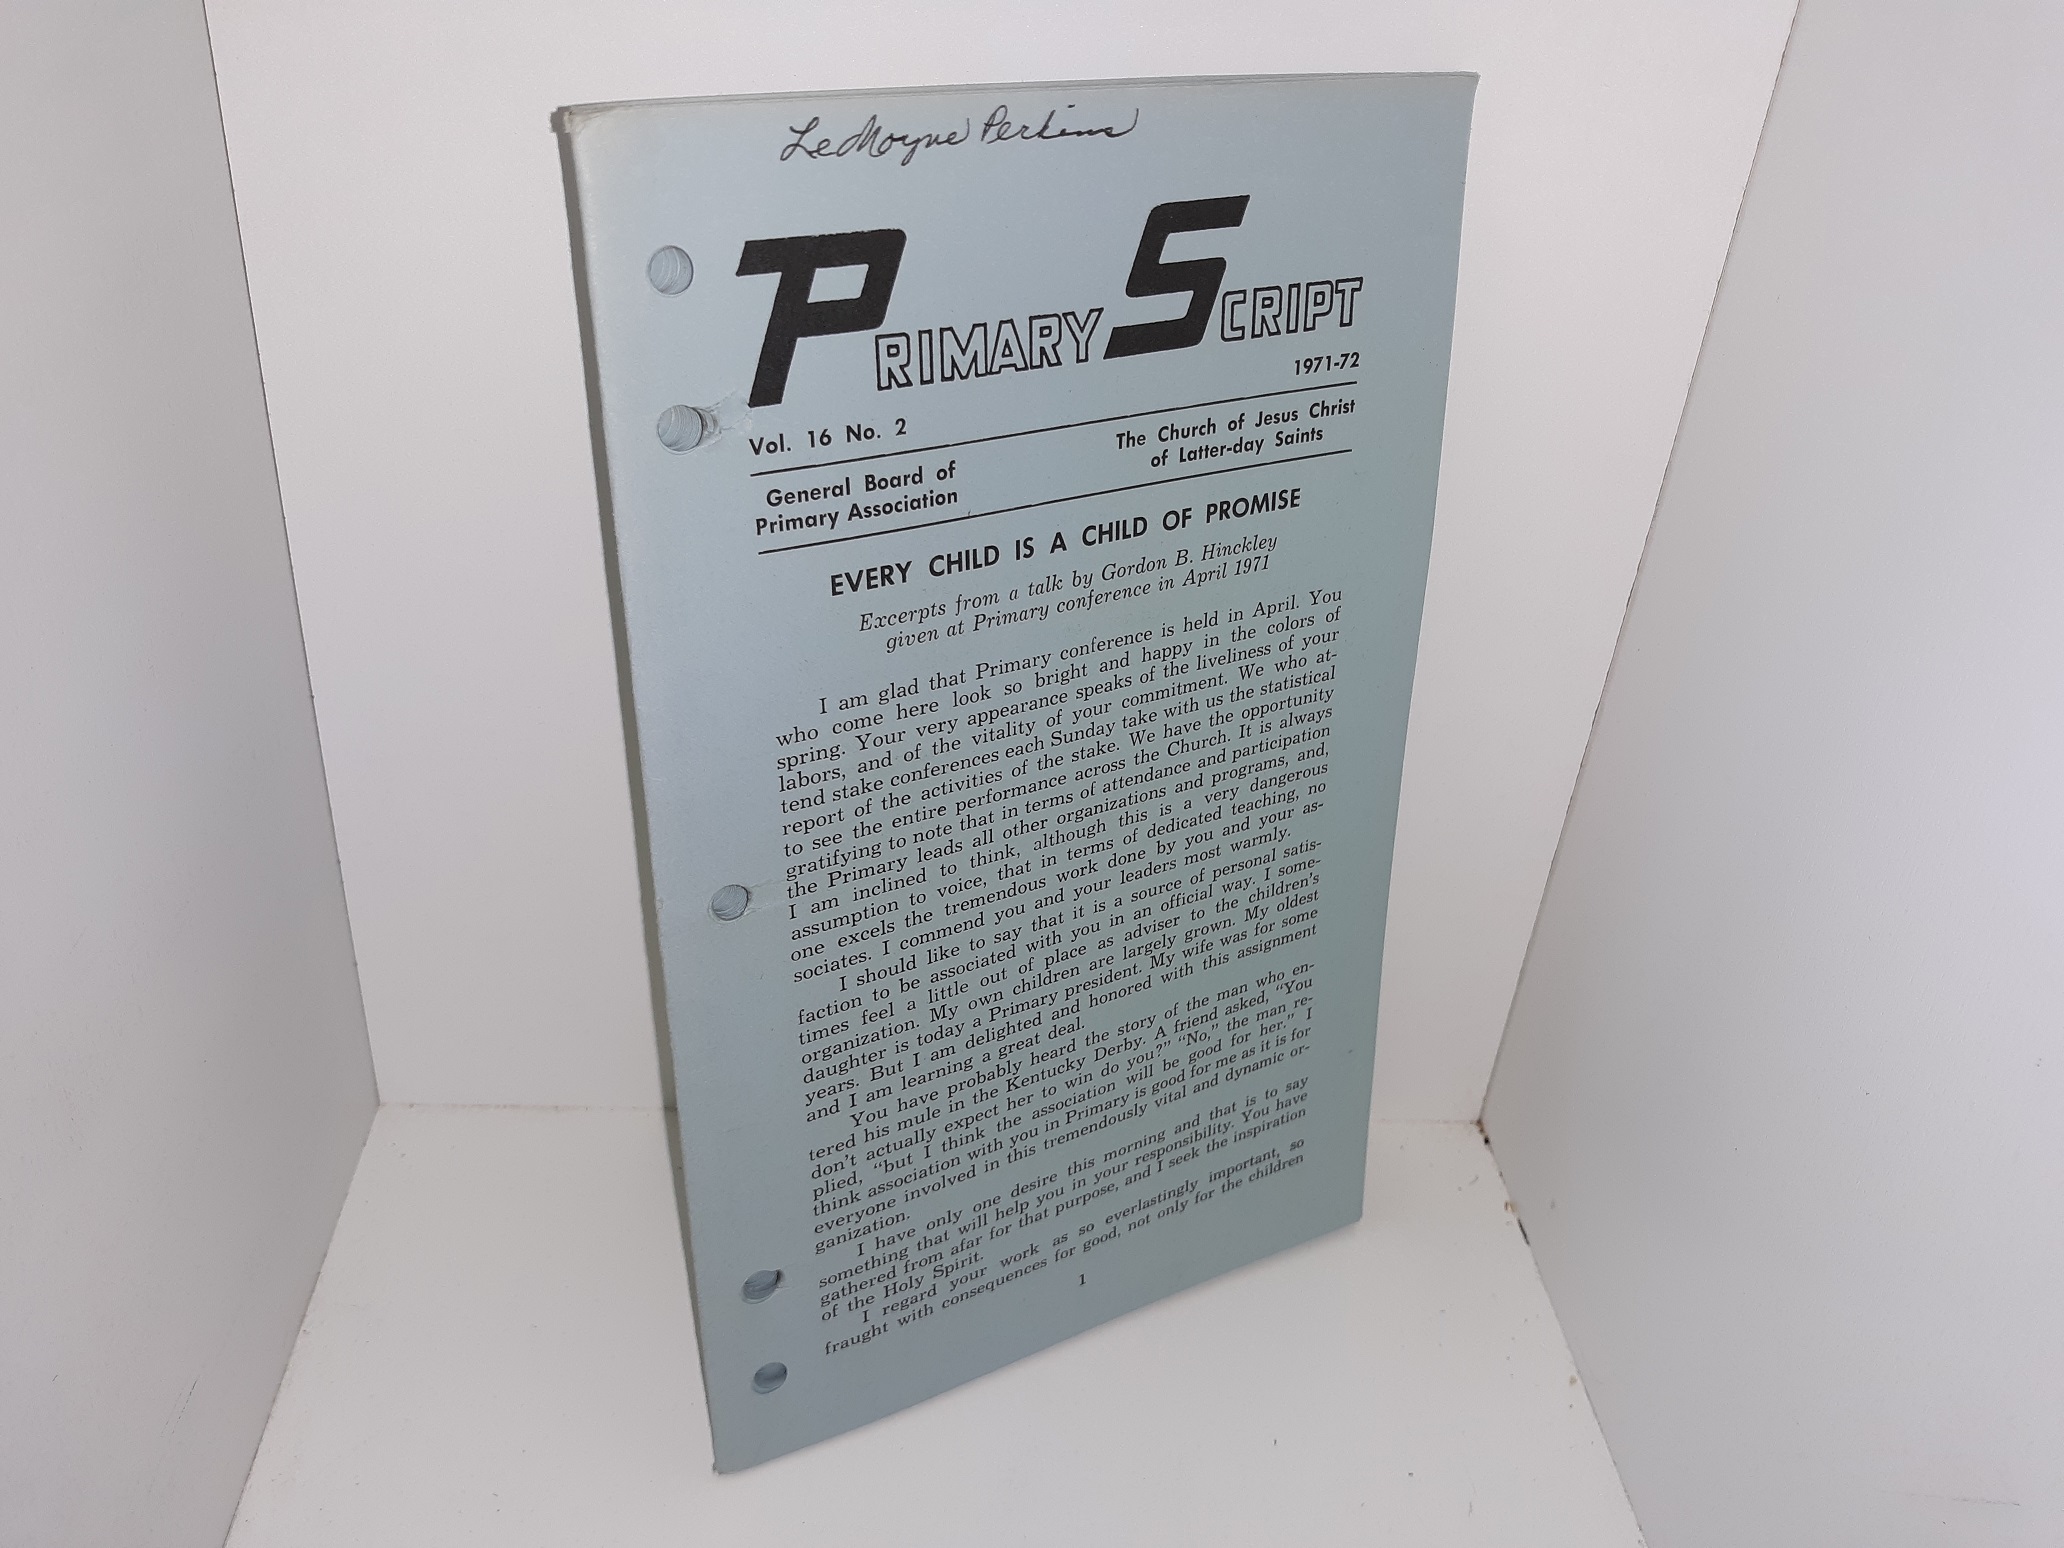 LeMoyne Perkins
PRIMARY SCRIPT
1971-72
Vol. 16 No. 2
General Board of
Primary Association
The Church of Jesus Christ
of Latter-day Saints
EVERY CHILD IS A CHILD OF PROMISE
Excerpts from a talk by Gordon B. Hinckley
given at Primary conference in April 1971
I am glad that Primary conference is held in April. You
who come here look so bright and happy in the colors of
spring. Your very appearance speaks of the liveliness of your
labors, and of the vitality of your commitment. We who at-
tend stake conferences each Sunday take with us the statistical
report of the activities of the stake. We have the opportunity
to see the entire performance across the Church. It is always
gratifying to note that in terms of attendance and participation
the Primary leads all other organizations and programs, and,
I am inclined to think, although this is a very dangerous
assumption to voice, that in terms of dedicated teaching, no
one excels the tremendous work done by you and your as-
sociates. I commend you and your leaders most warmly.
I should like to say that it is a source of personal satis-
faction to be associated with you in an official way. I some-
times feel a little out of place as adviser to the children's
organization. My own children are largely grown. My oldest
daughter is today a Primary president. My wife was for some
years. But I am delighted and honored with this assignment
and I am learning a great deal.
You have probably heard the story of the man who en-
tered his mule in the Kentucky Derby. A friend asked, "You
don't actually expect her to win do you?" "No," the man re-
plied, "but I think the association will be good for her." I
think association with you in Primary is good for me as it is for
everyone involved in this tremendously vital and dynamic or-
ganization.
I have only one desire this morning and that is to say
something that will help you in your responsibility. You have
gathered from afar for that purpose, and I seek the inspiration
of the Holy Spirit.
I regard your work as so everlastingly important, so
fraught with consequences for good, not only for the children
1